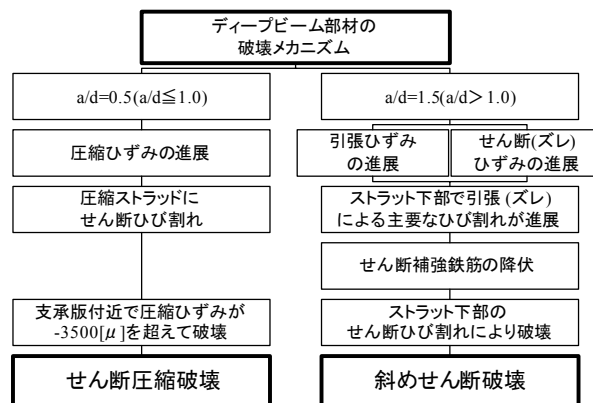 ディープビーム部材の
破壊メカニズム
a/d=0.5(a/d≦1.0)
a/d=1.5(a/d＞1.0)
圧縮ひずみの進展
引張ひずみ
の進展
せん断(ズレ)
ひずみの進展
圧縮ストラッドに
せん断ひび割れ
ストラット下部で引張(ズレ)
による主要なひび割れが進展
せん断補強鉄筋の降伏
支承版付近で圧縮ひずみが
-3500[μ]を超えて破壊
ストラット下部の
せん断ひび割れにより破壊
せん断圧縮破壊
斜めせん断破壊